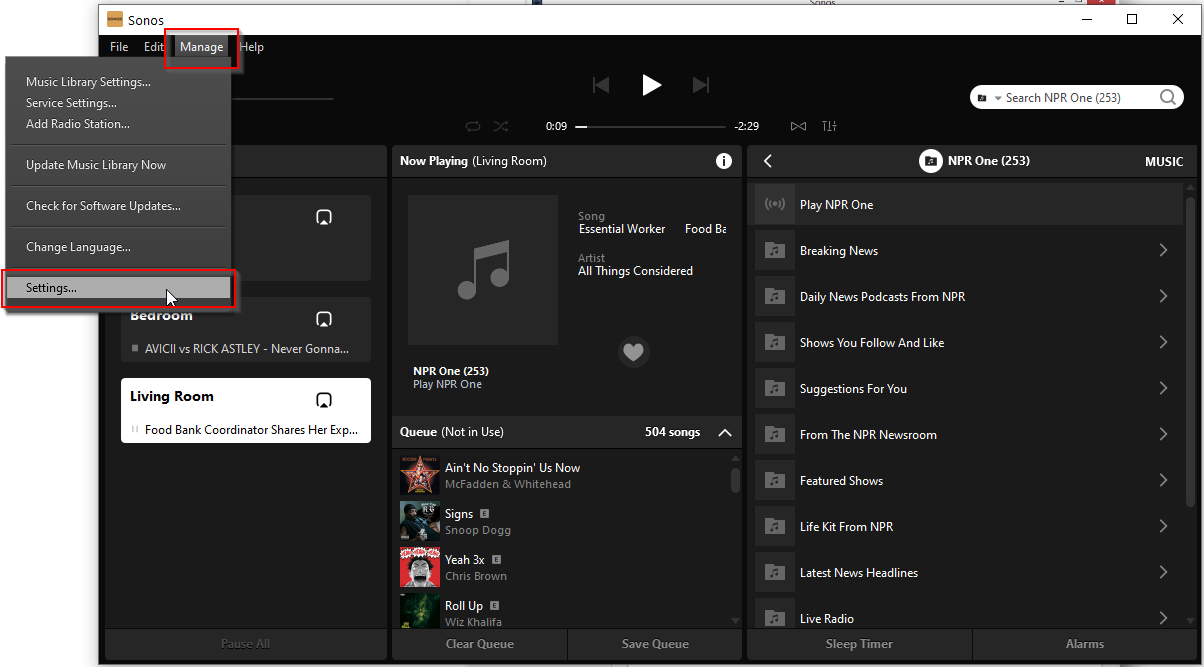 Sonos
Sonos
File Edit Manage Help
Music Library Settings...
Service Settings...
Add Radio Station...
Update Music Library Now
Check for Software Updates...
Change Language...
Settings...
0:09
-2:29
Search NPR One (253)
Bedroom
AVICII vs RICK ASTLEY - Never Gonna...
Living Room
Food Bank Coordinator Shares Her Exp...
Pause All
Now Playing (Living Room)
Song
Essential Worker Food Ba
Artist
All Things Considered
NPR One (253)
Play NPR One
Queue (Not in Use) 504 songs
Ain't No Stoppin' Us Now
McFadden & Whitehead
Signs E
Snoop Dogg
Yeah 3x E
Chris Brown
Roll Up E
Wiz Khalifa
Clear Queue
Save Queue
NPR One (253)
MUSIC
Play NPR One
Breaking News
Daily News Podcasts From NPR
Shows You Follow And Like
Suggestions For You
From The NPR Newsroom
Featured Shows
Life Kit From NPR
Latest News Headlines
Live Radio
Sleep Timer
Alarms